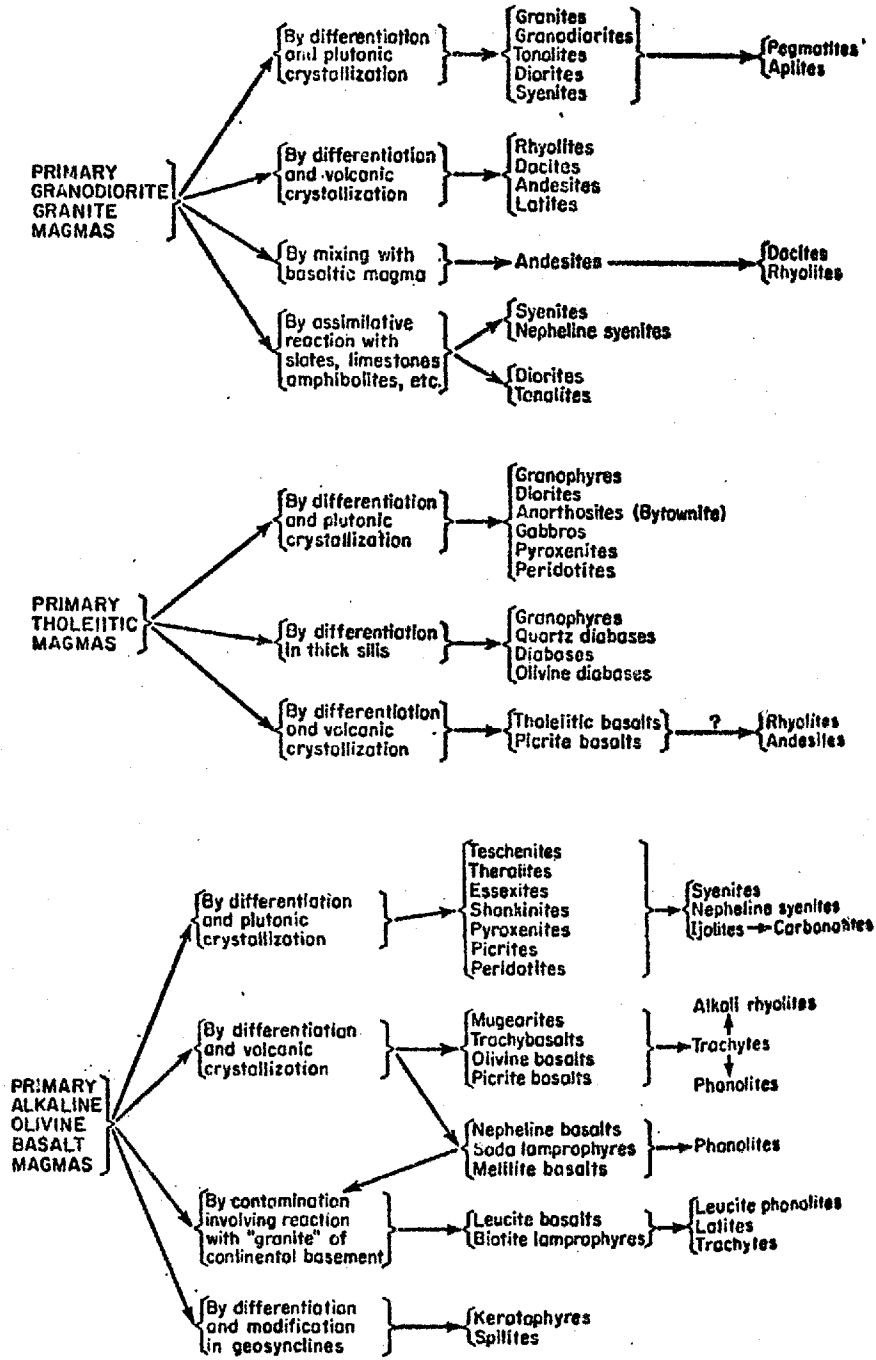 PRIMARY
GRANODIORITE
GRANITE
MAGMAS
By differentiation
and plutonic
crystallization
Granites
Granodiorites
Tonalites
Diorites
Syenites
Pegmatites
Aplites
By differentiation
and volcanic
crystallization
Rhyolites
Dacites
Andesites
Latites
By mixing with
basaltic magma
Andesites
Dacites
Rhyolites
By assimilative
reaction with
slates, limestones
amphibolites, etc.
Syenites
Nepheline syenites
Diorites
Tonalites
PRIMARY
THOLEIITIC
MAGMAS
By differentiation
and plutonic
crystallization
Granophyres
Diorites
Anorthosites (Bytownite)
Gabbros
Pyroxenites
Peridotites
By differentiation
in thick sills
Granophyres
Quartz diabases
Diabases
Olivine diabases
By differentiation
and volcanic
crystallization
Tholeiitic basalts
Picrite basalts
?
Rhyolites
Andesites
PRIMARY
ALKALINE
OLIVINE
BASALT
MAGMAS
By differentiation
and plutonic
crystallization
Teschenites
Theralites
Essexites
Shonkinites
Pyroxenites
Picrites
Peridotites
Syenites
Nepheline syenites
Ijolites → Carbonatites
By differentiation
and volcanic
crystallization
Mugearites
Trachybasalts
Olivine basalts
Picrite basalts
Alkali rhyolites
Trachytes
Phonolites
Nepheline basalts
Soda lamprophyres
Melilite basalts
Phonolites
By contamination
involving reaction
with "granite" of
continental basement
Leucite basalts
Biotite lamprophyres
Leucite phonolites
Latites
Trachytes
By differentiation
and modification
in geosynclines
Keratophyres
Spilites